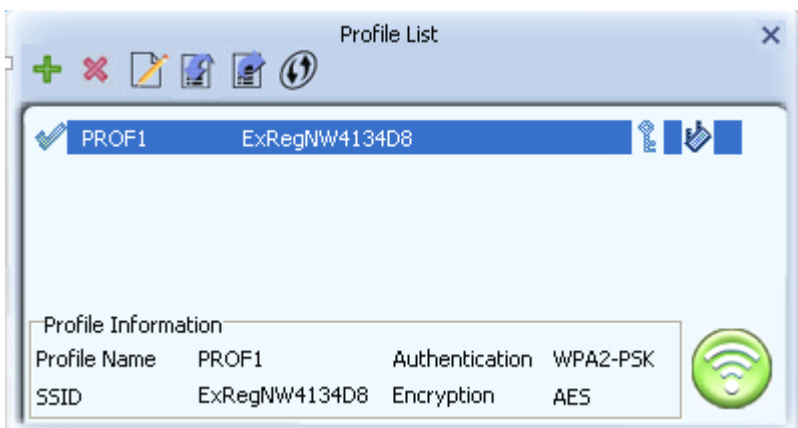 Profile List
PROF1 ExRegNW4134D8
Profile Information
Profile Name PROF1 Authentication WPA2-PSK
SSID ExRegNW4134D8 Encryption AES